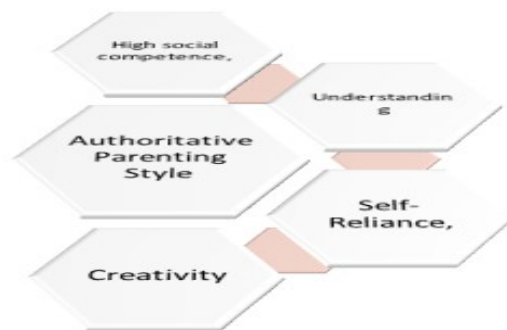 High social
competence,
Understandin
g
Authoritative
Parenting
Style
Self-
Reliance,
Creativity